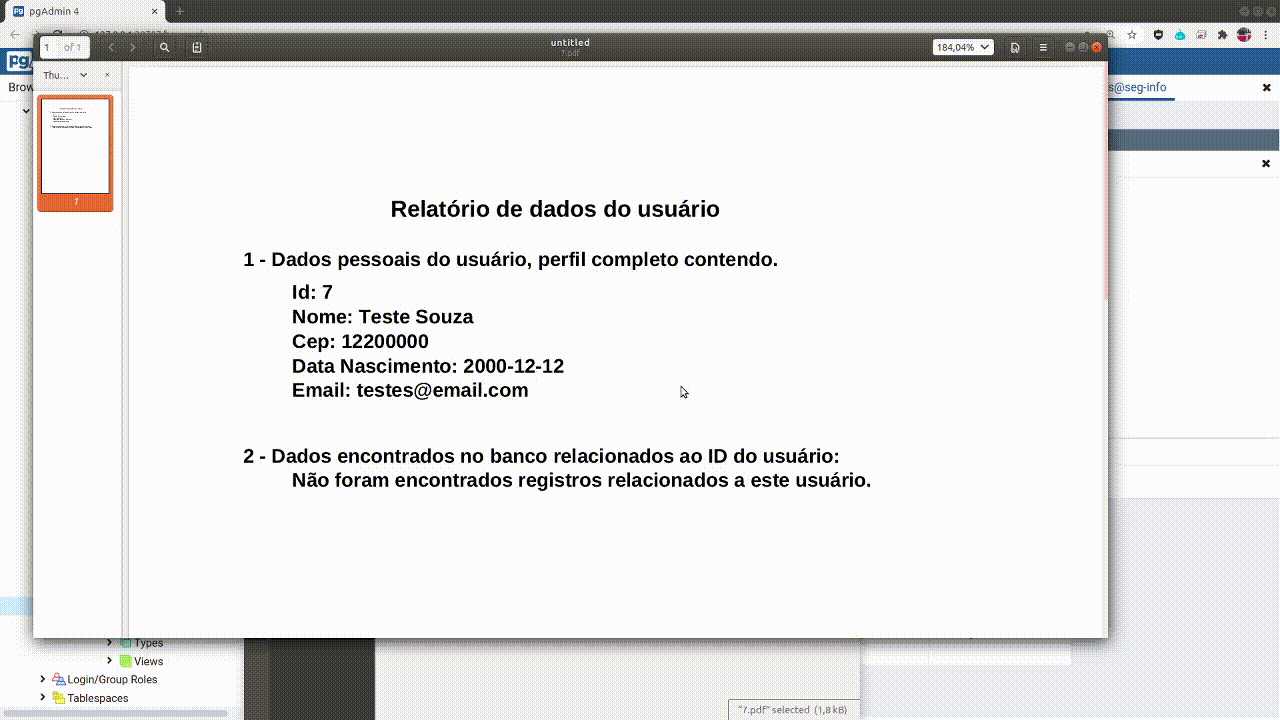 pgAdmin 4
1 of 1
untitled
7.pdf
184,04%
Thu...
Brow
s@seg-info
7
Relatório de dados do usuário
1 - Dados pessoais do usuário, perfil completo contendo.
Id: 7
Nome: Teste Souza
Cep: 12200000
Data Nascimento: 2000-12-12
Email: testes@email.com
2 - Dados encontrados no banco relacionados ao ID do usuário:
Não foram encontrados registros relacionados a este usuário.
Types
Views
Login/Group Roles
Tablespaces
"7.pdf" selected (1,8 kB)